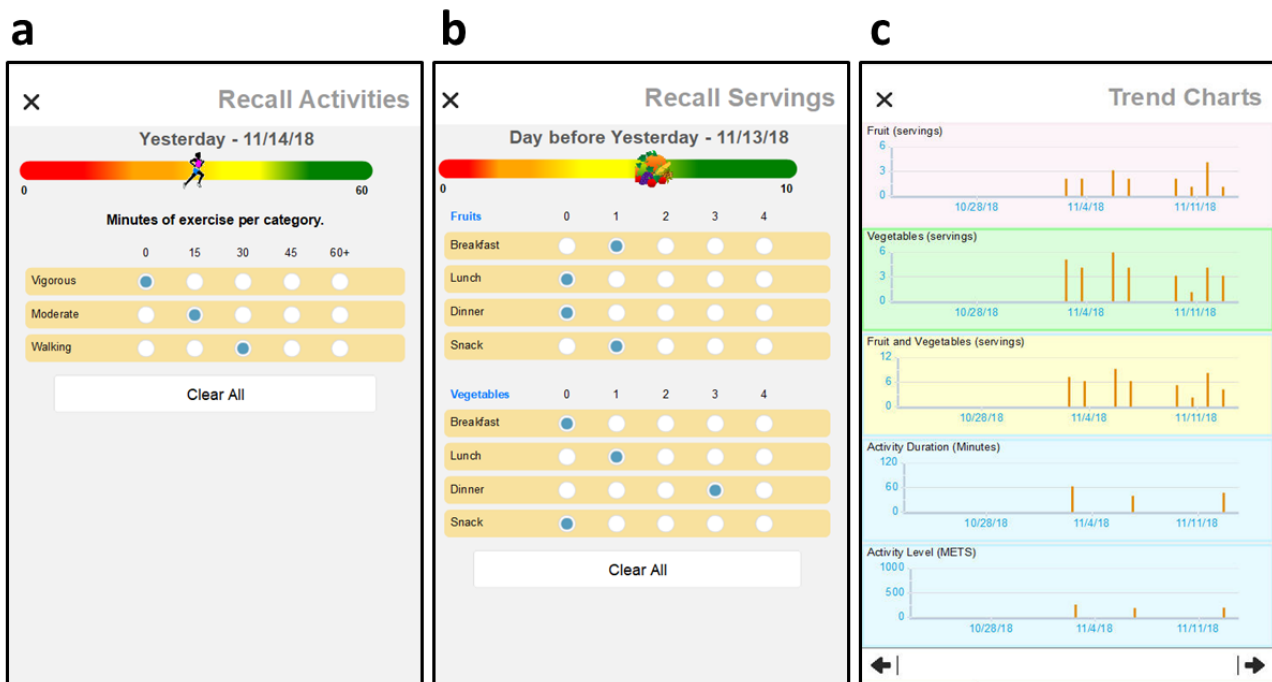 a
Recall Activities
Yesterday - 11/14/18
0 60
Minutes of exercise per category.
0 15 30 45 60+
Vigorous
Moderate
Walking
Clear All
b
Recall Servings
Day before Yesterday - 11/13/18
0 10
Fruits 0 1 2 3 4
Breakfast
Lunch
Dinner
Snack
Vegetables 0 1 2 3 4
Breakfast
Lunch
Dinner
Snack
Clear All
c
Trend Charts
Fruit (servings)
6
3
0
10/28/18 11/4/18 11/11/18
Vegetables (servings)
6
3
0
10/28/18 11/4/18 11/11/18
Fruit and Vegetables (servings)
12
6
0
10/28/18 11/4/18 11/11/18
Activity Duration (Minutes)
120
60
0
10/28/18 11/4/18 11/11/18
Activity Level (METS)
1000
500
0
10/28/18 11/4/18 11/11/18